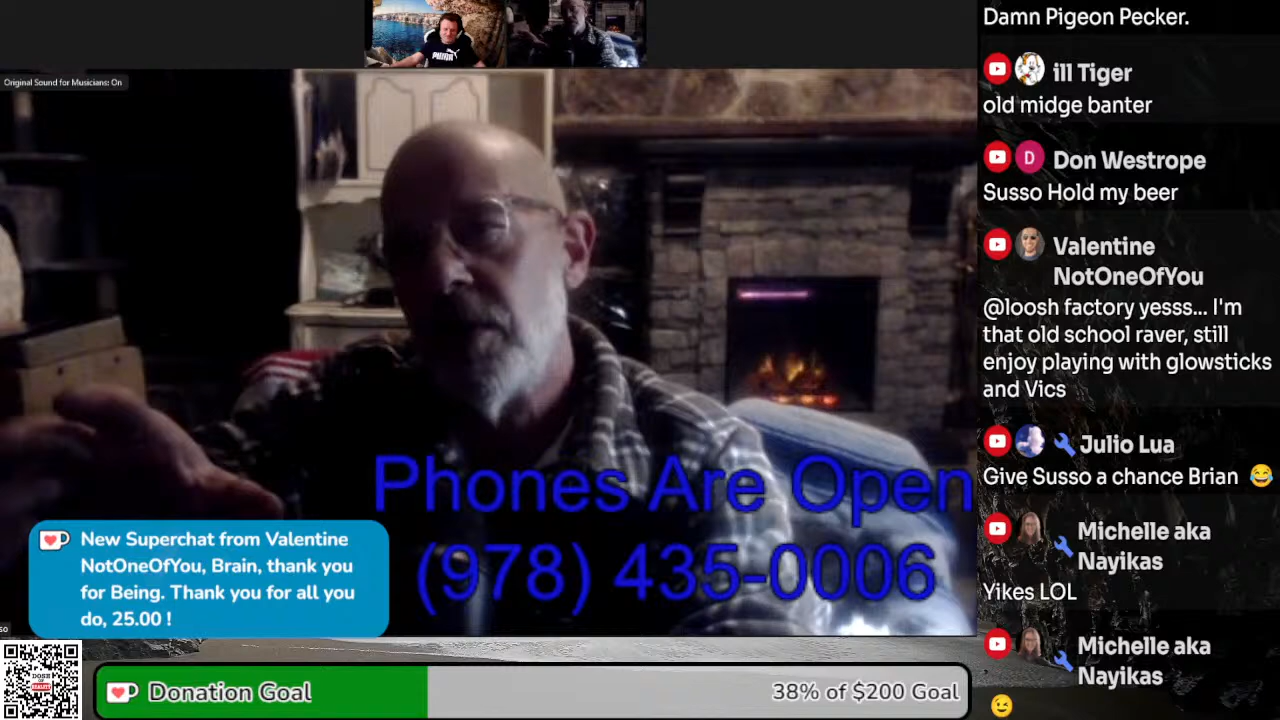 Original Sound for Musicians: On
PUMA
Phones Are Open
(978) 435-0006
New Superchat from Valentine
NotOneOfYou, Brain, thank you
for Being. Thank you for all you
do, 25.00 !
so
Donation Goal
38% of $200 Goal
Damn Pigeon Pecker.
ill Tiger
old midge banter
D
Don Westrope
Susso Hold my beer
Valentine
NotOneOfYou
@loosh factory yesss... I'm
that old school raver, still
enjoy playing with glowsticks
and Vics
Julio Lua
Give Susso a chance Brian 😂
Michelle aka
Nayikas
Yikes LOL
Michelle aka
Nayikas
😉